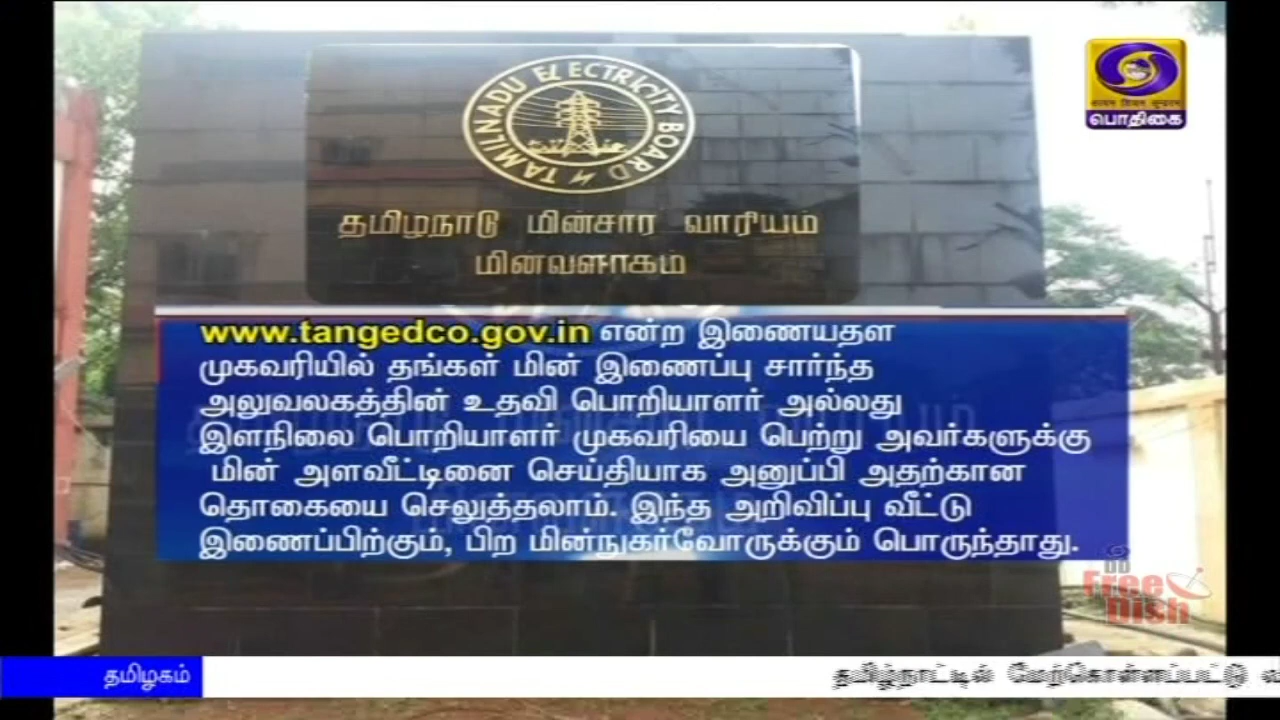 TAMILNADU ELECTRICITY BOARD
தமிழநாடு மின்சார வாரியம்
மினவளாகம்
பொதிகை
www.tangedco.gov.in என்ற இணையதள
முகவரியில் தங்கள் மின் இணைப்பு சார்ந்த
அலுவலகத்தின் உதவி பொறியாளர் அல்லது
இளநிலை பொறியாளர் முகவரியை பெற்று அவர்களுக்கு
மின் அளவீட்டினை செய்தியாக அனுப்பி அதற்கான
தொகையை செலுத்தலாம். இந்த அறிவிப்பு வீட்டு
இணைப்பிற்கும், பிற மின்நுகர்வோருக்கும் பொருந்தாது.
DD
Free
Dish
தமிழகம்
தமிழ்நாட்டில் மேற்கொள்ளப்பட்டு